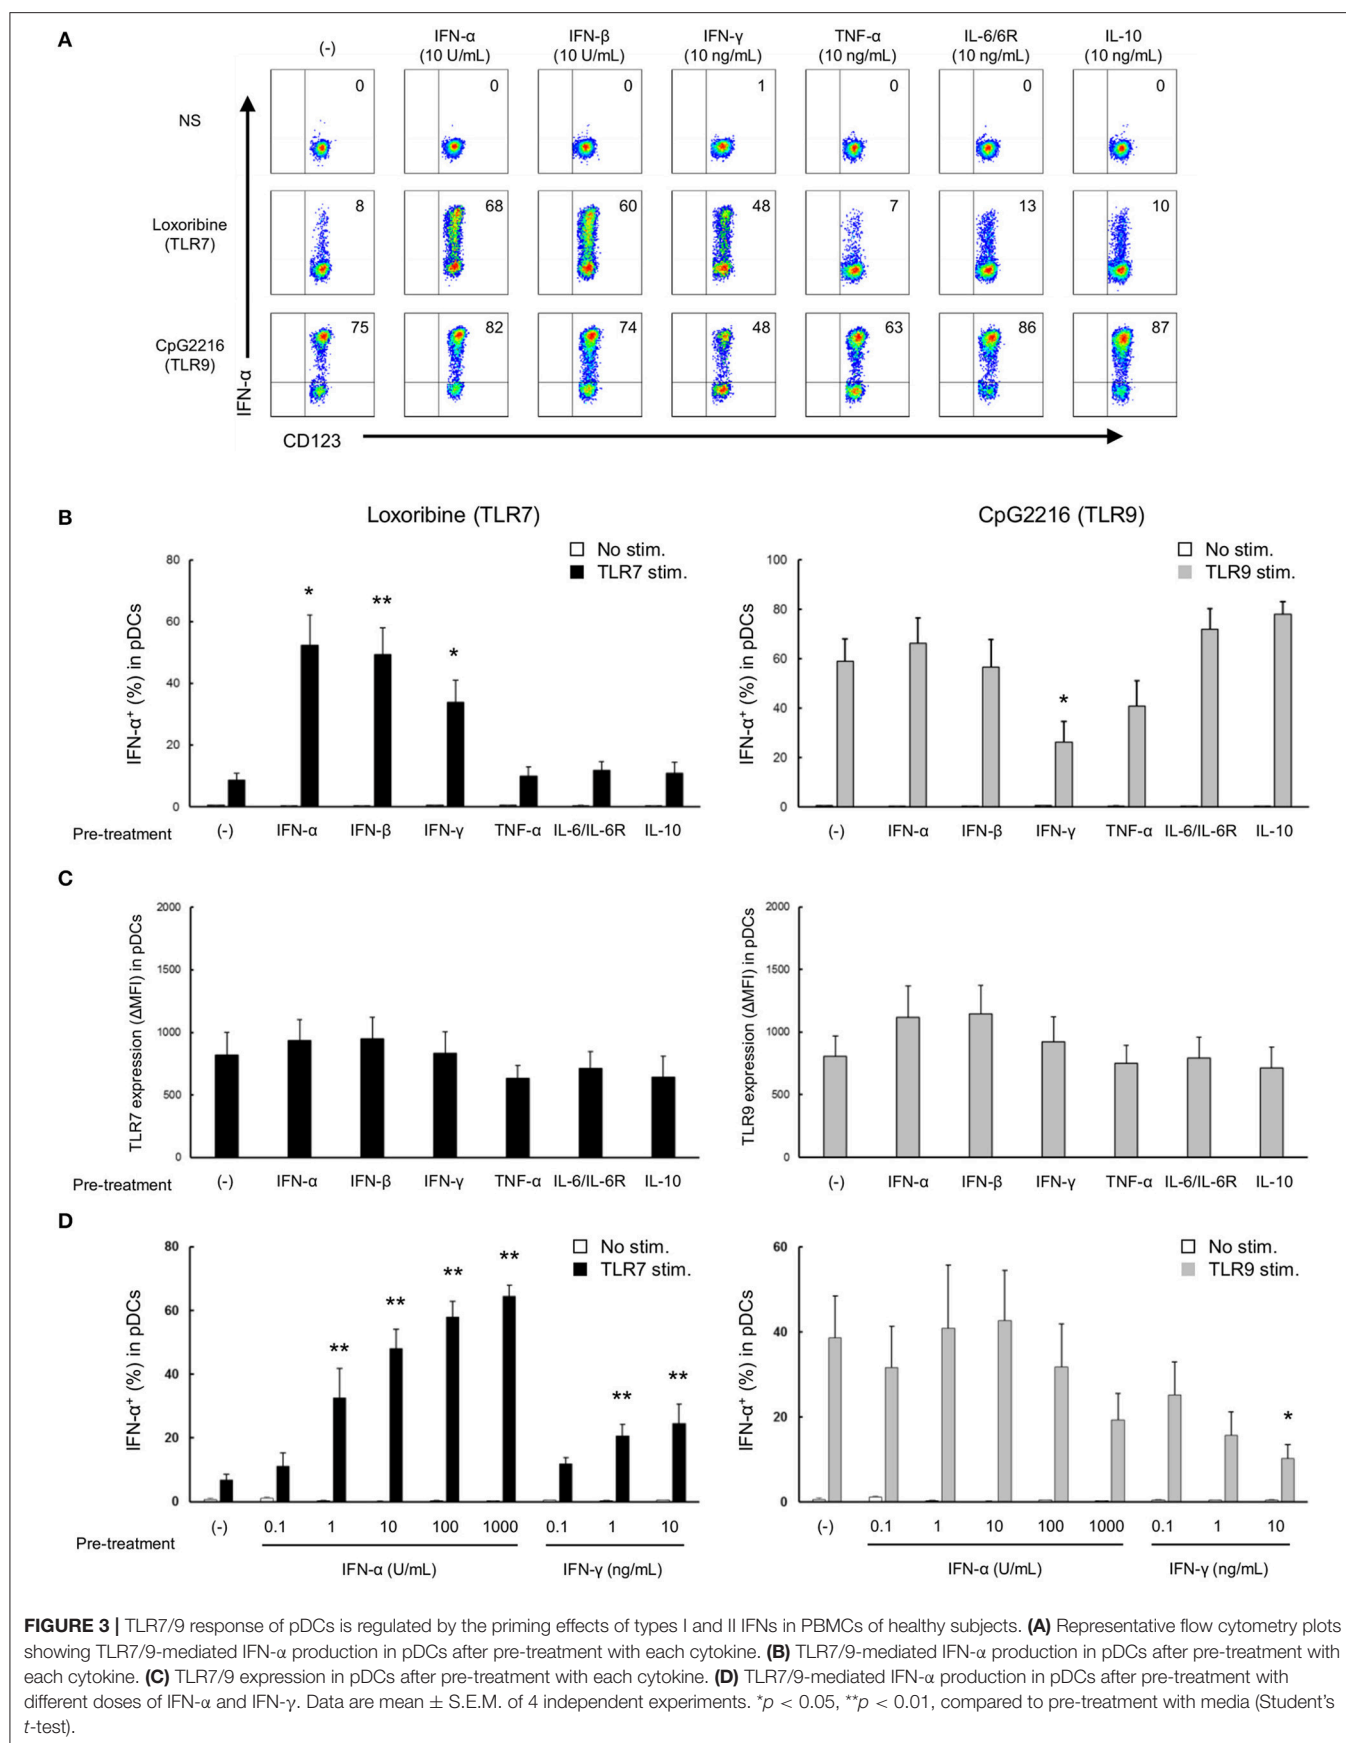 A
(-)
IFN-α
(10 U/mL)
IFN-β
(10 U/mL)
IFN-γ
(10 ng/mL)
TNF-α
(10 ng/mL)
IL-6/6R
(10 ng/mL)
IL-10
(10 ng/mL)
NS
0 0 0 1 0 0 0
Loxoribine
(TLR7)
8 68 60 48 7 13 10
CpG2216
(TLR9)
75 82 74 48 63 86 87
IFN-α
CD123
B
Loxoribine (TLR7)
No stim.
TLR7 stim.
IFN-α+ (%) in pDCs
80
60
40
20
0
* ** *
Pre-treatment (-) IFN-α IFN-β IFN-γ TNF-α IL-6/IL-6R IL-10
CpG2216 (TLR9)
No stim.
TLR9 stim.
IFN-α+ (%) in pDCs
100
80
60
40
20
0
*
(-) IFN-α IFN-β IFN-γ TNF-α IL-6/IL-6R IL-10
C
TLR7 expression (ΔMFI) in pDCs
2000
1500
1000
500
0
Pre-treatment (-) IFN-α IFN-β IFN-γ TNF-α IL-6/IL-6R IL-10
TLR9 expression (ΔMFI) in pDCs
2000
1500
1000
500
0
(-) IFN-α IFN-β IFN-γ TNF-α IL-6/IL-6R IL-10
D
No stim.
TLR7 stim.
IFN-α+ (%) in pDCs
80
60
40
20
0
** ** ** ** ** **
Pre-treatment (-) 0.1 1 10 100 1000 0.1 1 10
IFN-α (U/mL) IFN-γ (ng/mL)
No stim.
TLR9 stim.
IFN-α+ (%) in pDCs
60
40
20
0
*
(-) 0.1 1 10 100 1000 0.1 1 10
IFN-α (U/mL) IFN-γ (ng/mL)
FIGURE 3 | TLR7/9 response of pDCs is regulated by the priming effects of types I and II IFNs in PBMCs of healthy subjects. (A) Representative flow cytometry plots
showing TLR7/9-mediated IFN-α production in pDCs after pre-treatment with each cytokine. (B) TLR7/9-mediated IFN-α production in pDCs after pre-treatment with
each cytokine. (C) TLR7/9 expression in pDCs after pre-treatment with each cytokine. (D) TLR7/9-mediated IFN-α production in pDCs after pre-treatment with
different doses of IFN-α and IFN-γ. Data are mean ± S.E.M. of 4 independent experiments. *p < 0.05, **p < 0.01, compared to pre-treatment with media (Student's
t-test).